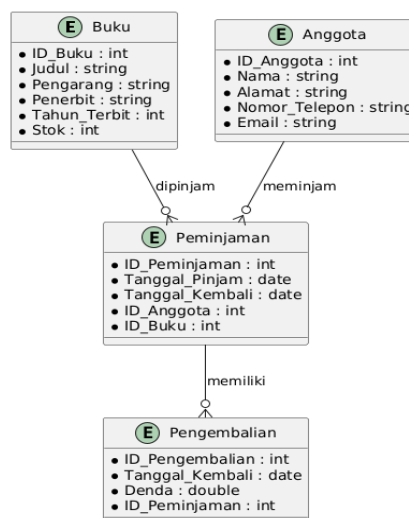 E Buku
ID_Buku : int
Judul : string
Pengarang : string
Penerbit : string
Tahun_Terbit : int
Stok : int
E Anggota
ID_Anggota : int
Nama : string
Alamat : string
Nomor_Telepon : string
Email : string
dipinjam
meminjam
E Peminjaman
ID_Peminjaman : int
Tanggal_Pinjam : date
Tanggal_Kembali : date
ID_Anggota : int
ID_Buku : int
memiliki
E Pengembalian
ID_Pengembalian : int
Tanggal_Kembali : date
Denda : double
ID_Peminjaman : int